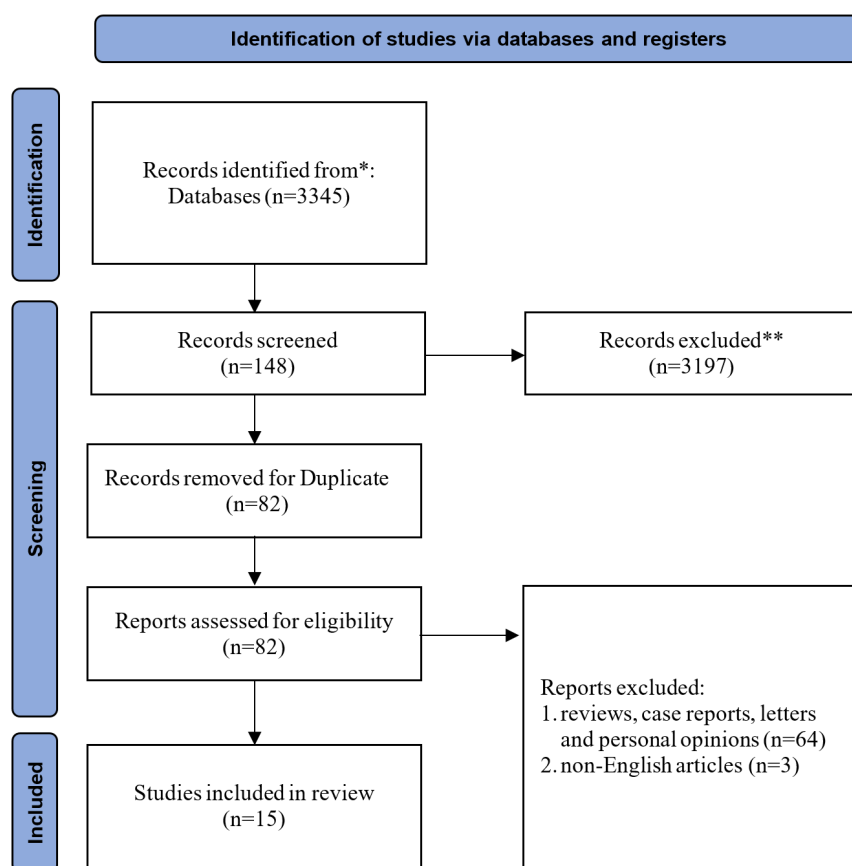 Identification of studies via databases and registers
Identification
Records identified from*:
Databases (n=3345)
Screening
Records screened
(n=148)
Records excluded**
(n=3197)
Records removed for Duplicate
(n=82)
Reports assessed for eligibility
(n=82)
Reports excluded:
1. reviews, case reports, letters
and personal opinions (n=64)
2. non-English articles (n=3)
Included
Studies included in review
(n=15)